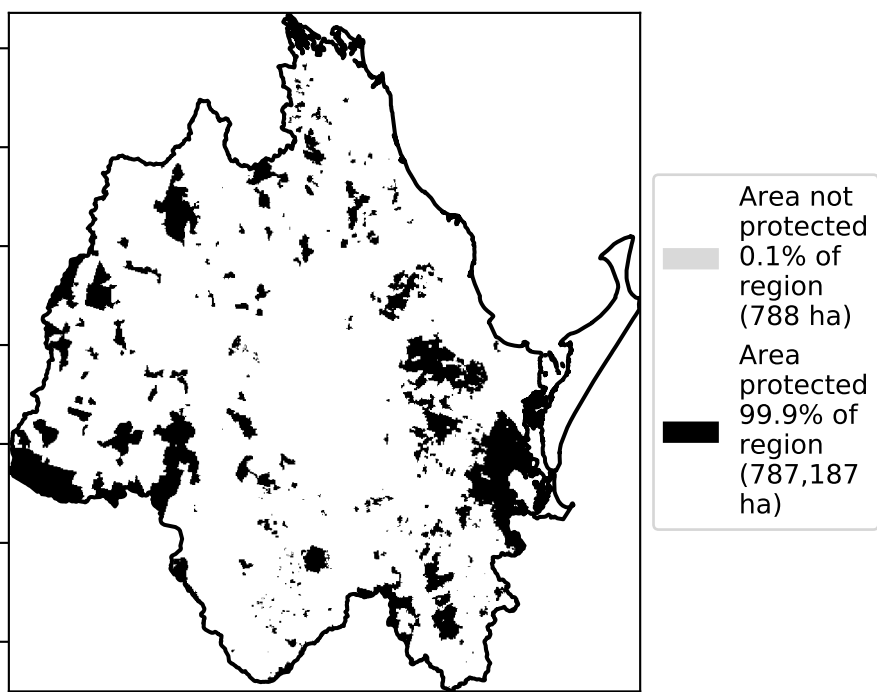 Area not
protected
0.1% of
region
(788 ha)
Area
protected
99.9% of
region
(787,187
ha)